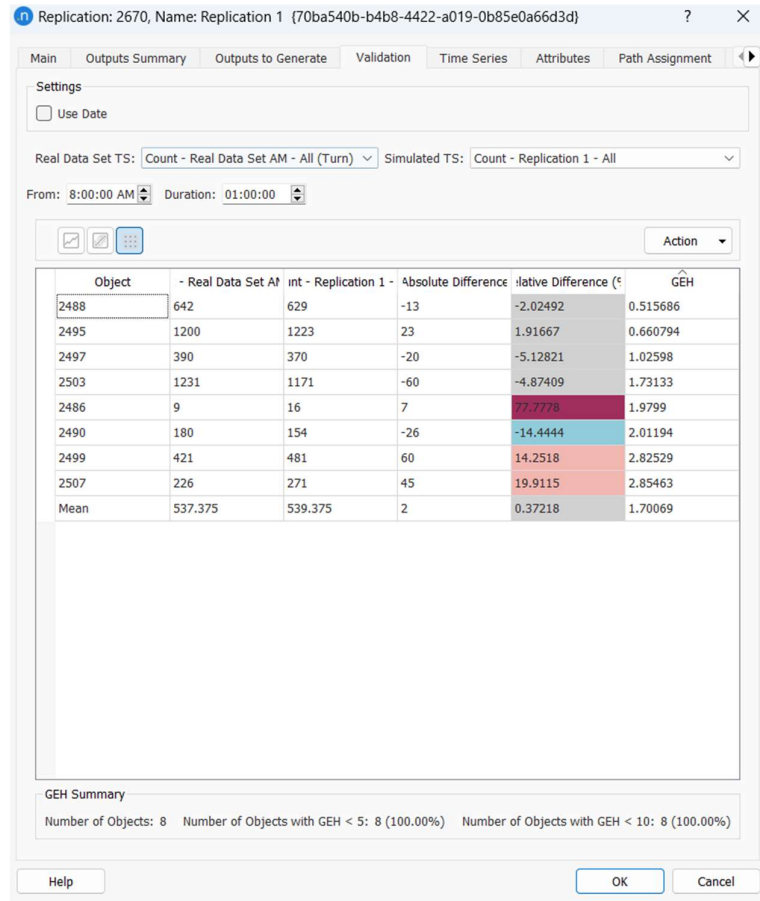 Replication: 2670, Name: Replication 1 {70ba540b-b4b8-4422-a019-0b85e0a66d3d} ?
Main Outputs Summary Outputs to Generate Validation Time Series Attributes Path Assignment
Settings
Use Date
Real Data Set TS: Count - Real Data Set AM - All (Turn) Simulated TS: Count - Replication 1 - All
From: 8:00:00 AM Duration: 01:00:00
Action
Object - Real Data Set AM int - Replication 1 - Absolute Difference elative Difference (% GEH
2488 642 629 -13 -2.02492 0.515686
2495 1200 1223 23 1.91667 0.660794
2497 390 370 -20 -5.12821 1.02598
2503 1231 1171 -60 -4.87409 1.73133
2486 9 16 7 77.7778 1.9799
2490 180 154 -26 -14.4444 2.01194
2499 421 481 60 14.2518 2.82529
2507 226 271 45 19.9115 2.85463
Mean 537.375 539.375 2 0.37218 1.70069
GEH Summary
Number of Objects: 8 Number of Objects with GEH < 5: 8 (100.00%) Number of Objects with GEH < 10: 8 (100.00%)
Help OK Cancel